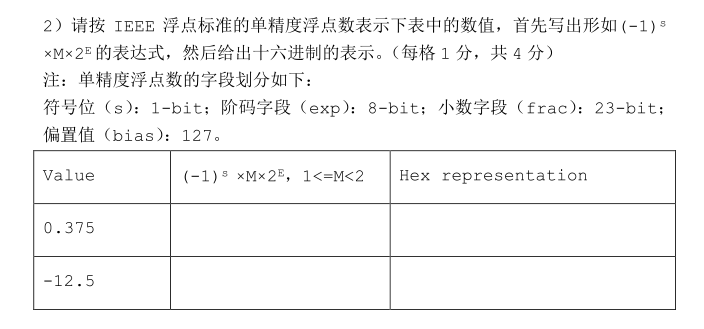 2）请按 IEEE 浮点标准的单精度浮点数表示下表中的数值，首先写出形如(-1)ˢ
×M×2ᴱ的表达式，然后给出十六进制的表示。（每格 1 分，共 4 分）
注：单精度浮点数的字段划分如下：
符号位（s）：1-bit；阶码字段（exp）：8-bit；小数字段（frac）：23-bit；
偏置值（bias）：127。
Value (-1)ˢ ×M×2ᴱ，1<=M<2 Hex representation
0.375
-12.5